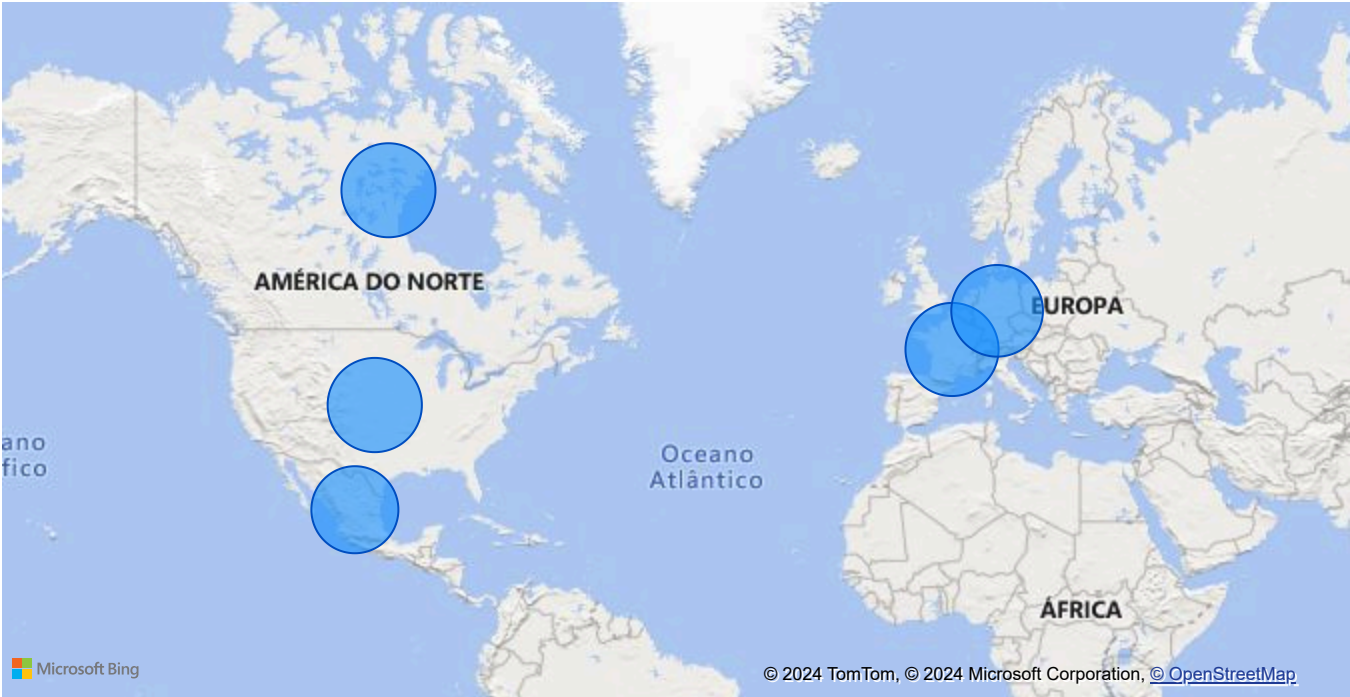 AMÉRICA DO NORTE
EUROPA
ano
fico
Oceano
Atlântico
ÁFRICA
Microsoft Bing
© 2024 TomTom, © 2024 Microsoft Corporation, © OpenStreetMap